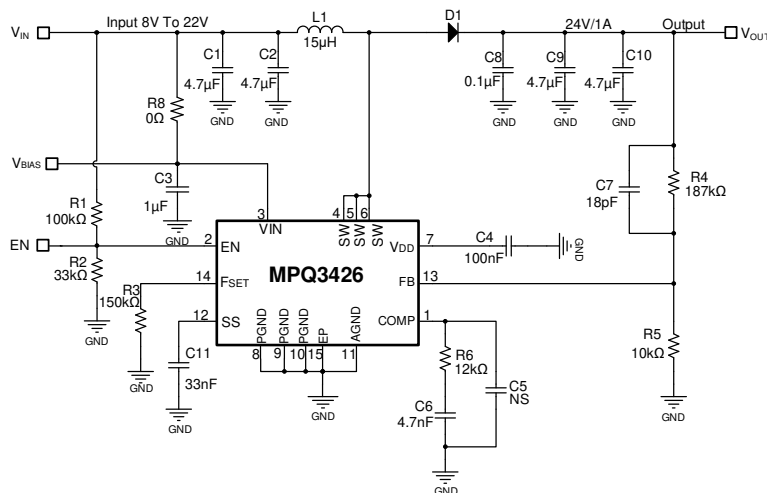 Input 8V To 22V
L1
15µH
D1
24V/1A
Output
VIN
VOUT
C1
4.7µF
GND
C2
4.7µF
GND
C8
0.1µF
GND
C9
4.7µF
GND
C10
4.7µF
GND
R8
0Ω
VBIAS
C3
1µF
GND
R1
100kΩ
EN
R2
33kΩ
GND
R3
150kΩ
GND
C11
33nF
GND
3
VIN
4
5
6
SW
SW
SW
2
EN
14
FSET
12
SS
MPQ3426
VDD
7
FB
13
COMP
1
PGND
PGND
PGND
EP
AGND
8
9
10
15
11
GND
C4
100nF
GND
C7
18pF
R4
187kΩ
R5
10kΩ
GND
R6
12kΩ
C6
4.7nF
C5
NS
GND